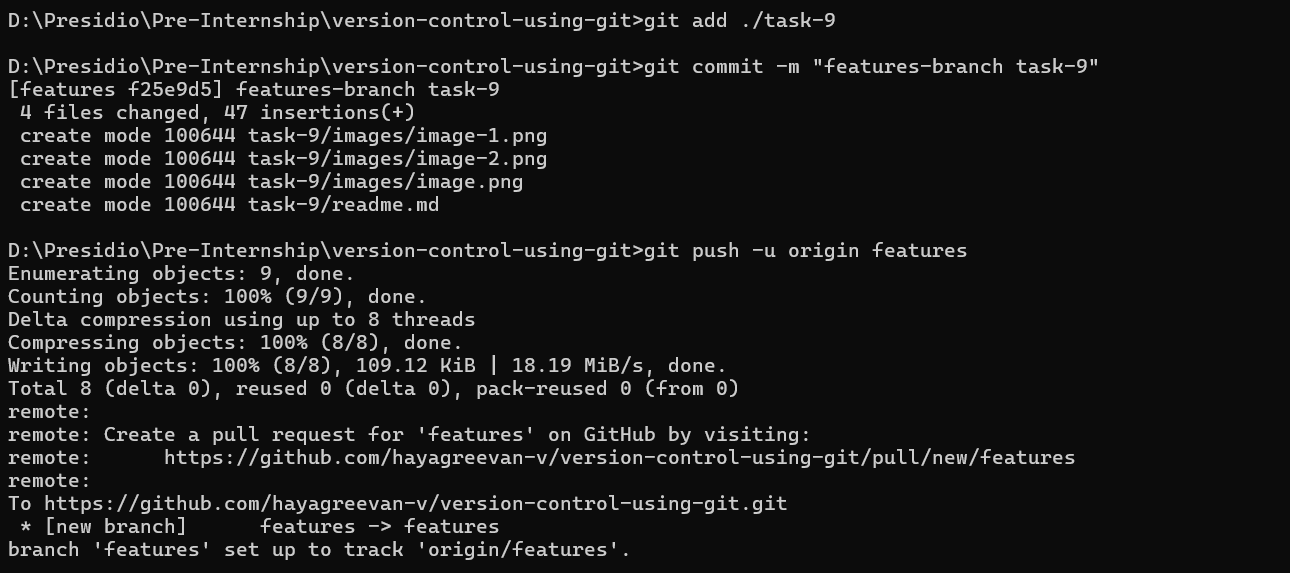 D:\Presidio\Pre-Internship\version-control-using-git>git add ./task-9
D:\Presidio\Pre-Internship\version-control-using-git>git commit -m "features-branch task-9"
[features f25e9d5] features-branch task-9
 4 files changed, 47 insertions(+)
 create mode 100644 task-9/images/image-1.png
 create mode 100644 task-9/images/image-2.png
 create mode 100644 task-9/images/image.png
 create mode 100644 task-9/readme.md
D:\Presidio\Pre-Internship\version-control-using-git>git push -u origin features
Enumerating objects: 9, done.
Counting objects: 100% (9/9), done.
Delta compression using up to 8 threads
Compressing objects: 100% (8/8), done.
Writing objects: 100% (8/8), 109.12 KiB | 18.19 MiB/s, done.
Total 8 (delta 0), reused 0 (delta 0), pack-reused 0 (from 0)
remote:
remote: Create a pull request for 'features' on GitHub by visiting:
remote:      https://github.com/hayagreevan-v/version-control-using-git/pull/new/features
remote:
To https://github.com/hayagreevan-v/version-control-using-git.git
 * [new branch]      features -> features
branch 'features' set up to track 'origin/features'.